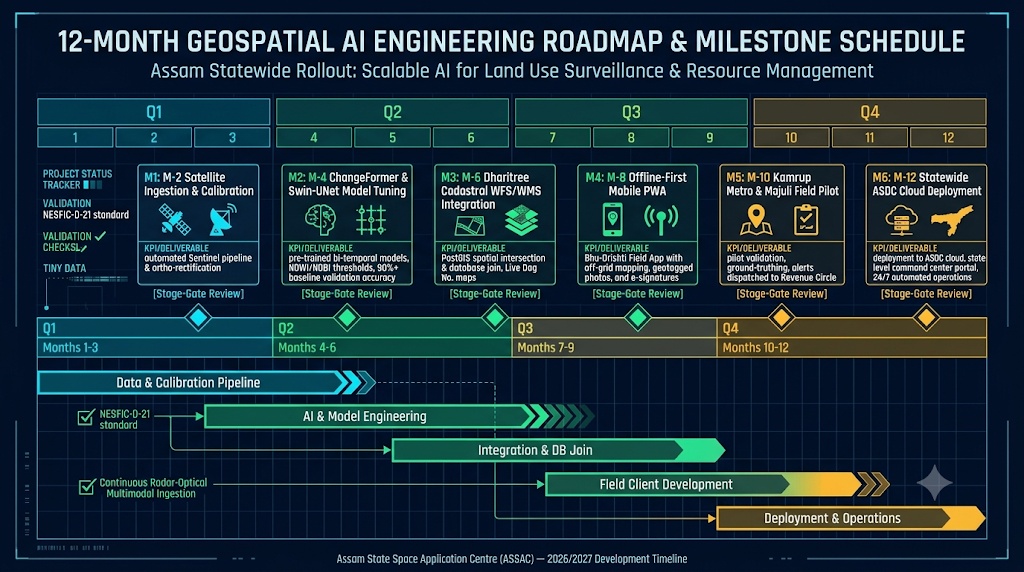 12-MONTH GEOSPATIAL AI ENGINEERING ROADMAP & MILESTONE SCHEDULE
Assam Statewide Rollout: Scalable AI for Land Use Surveillance & Resource Management
Q1 Q2 Q3 Q4
1 2 3 4 5 6 7 8 9 10 11 12
PROJECT STATUS
TRACKER
VALIDATION
NESFIC-D-21 standard
VALIDATION
CHECKSL
TINY DATA
M1: M-2 Satellite
Ingestion & Calibration
KPI/DELIVERABLE
automated Sentinel pipeline
& ortho-rectification
[Stage-Gate Review]
M2: M-4 ChangeFormer &
Swin-UNet Model Tuning
KPI/DELIVERABLE
pre-trained bi-temporal models,
NDWI/NDBI thresholds, 90%+
baseline validation accuracy
[Stage-Gate Review]
M3: M-6 Dharitree
Cadastral WFS/WMS
Integration
KPI/DELIVERABLE
PostGIS spatial intersection
& database join, Live Dag
No. meps
[Stage-Gate Review]
M4: M-8 Offline-First
Mobile PWA
KPI/DELIVERABLE
Bhu-Drishti Field App with
off-grid mapping, geotagged
photos, and e-signatures
[Stage-Gate Review]
M5: M-10 Kamrup
Metro & Majuli Field Pilot
KPI/DELIVERABLE
pilot validation,
ground-truthing, alerts
dispatched to Revenue Circle
[Stage-Gate Review]
M6: M-12 Statewide
ASDC Cloud Deployment
KPI/DELIVERABLE
deployment to ASDC cloud, state
level command center portal,
24/7 automated operations
[Stage-Gate Review]
Q1 Q2 Q3 Q4
Months 1-3 Months 4-6 Months 7-9 Months 10-12
Data & Calibration Pipeline
NESFIC-D-21
standard
AI & Model Engineering
Integration & DB Join
Continuous Radar-Optical
Multimodal Ingestion
Field Client Development
Deployment & Operations
Assam State Space Application Centre (ASSAC) — 2026/2027 Development Timeline